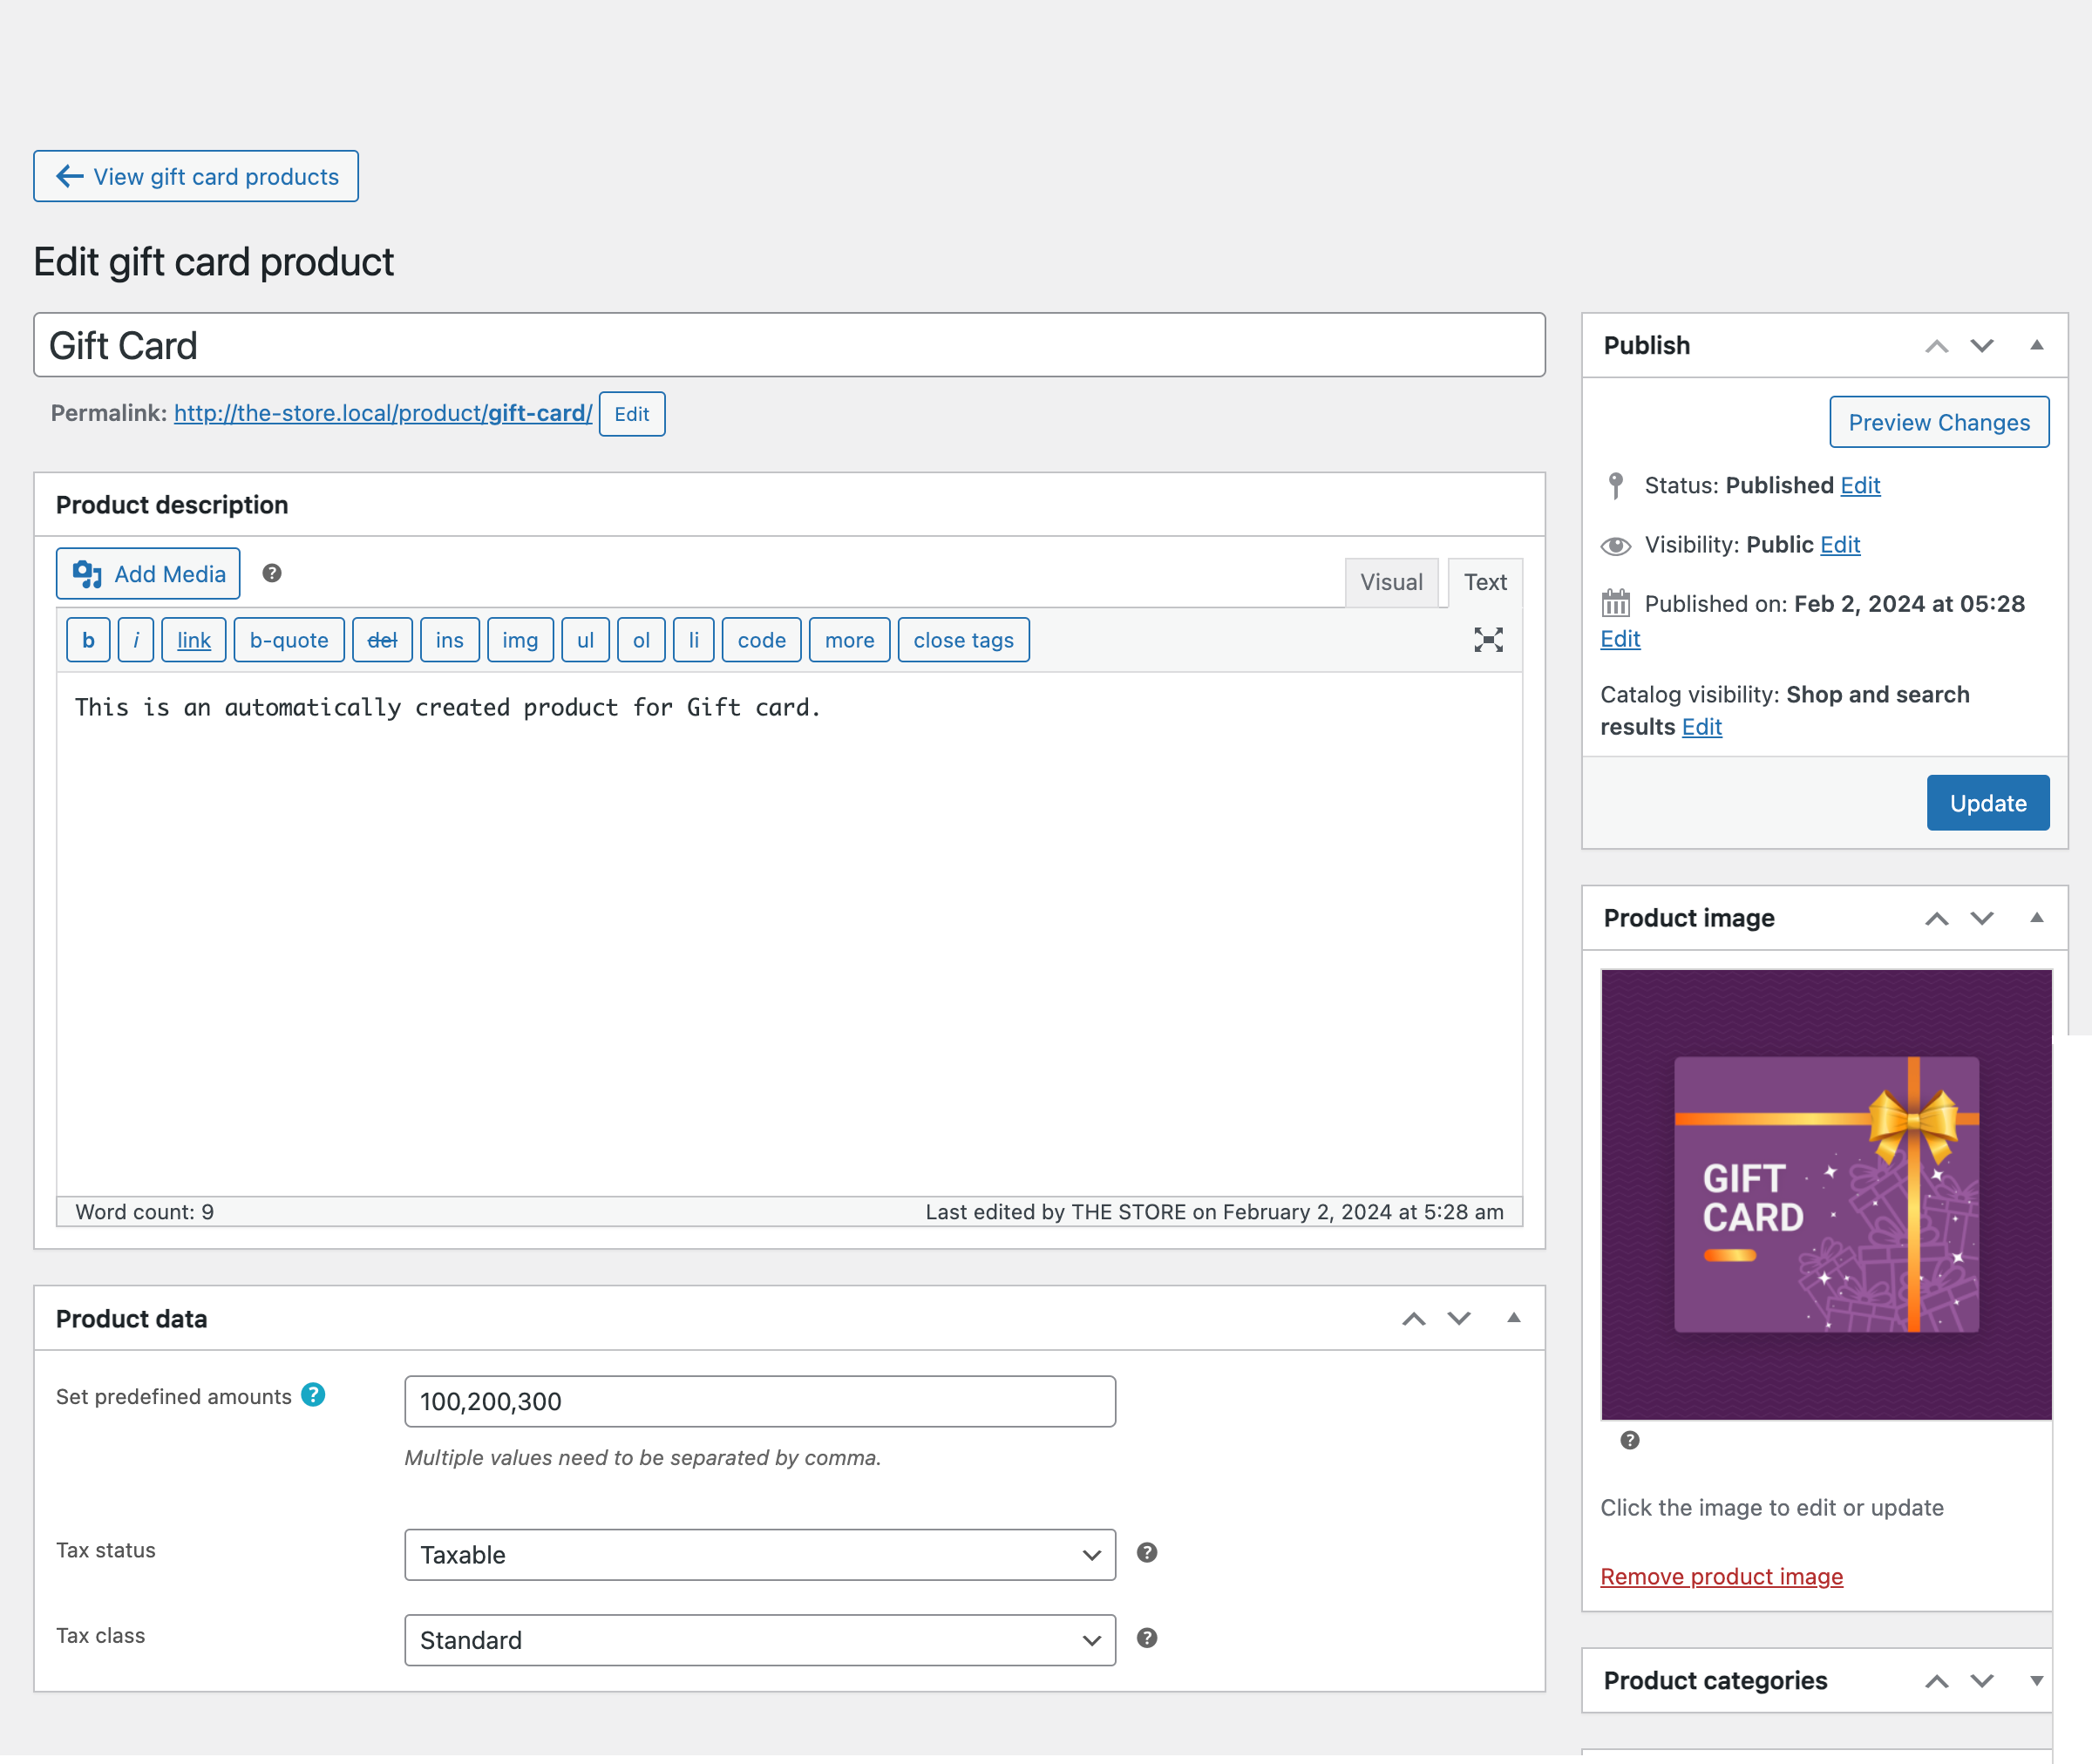 View gift card products
Edit gift card product
Gift Card
Permalink: http://the-store.local/product/gift-card/ Edit
Product description
Add Media ?
Visual Text
b i link b-quote del ins img ul ol li code more close tags
This is an automatically created product for Gift card.
Word count: 9 Last edited by THE STORE on February 2, 2024 at 5:28 am
Product data
Set predefined amounts ? 100,200,300
Multiple values need to be separated by comma.
Tax status Taxable ?
Tax class Standard ?
Publish
Preview Changes
Status: Published Edit
Visibility: Public Edit
Published on: Feb 2, 2024 at 05:28
Edit
Catalog visibility: Shop and search
results Edit
Update
Product image
GIFT
CARD
?
Click the image to edit or update
Remove product image
Product categories